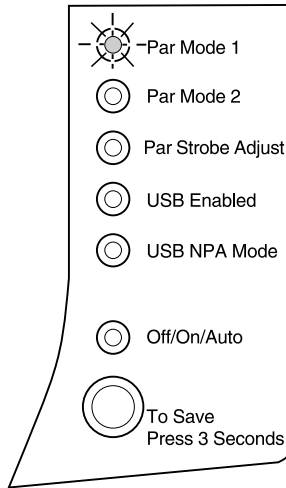 Par Mode 1
Par Mode 2
Par Strobe Adjust
USB Enabled
USB NPA Mode
Off/On/Auto
To Save
Press 3 Seconds